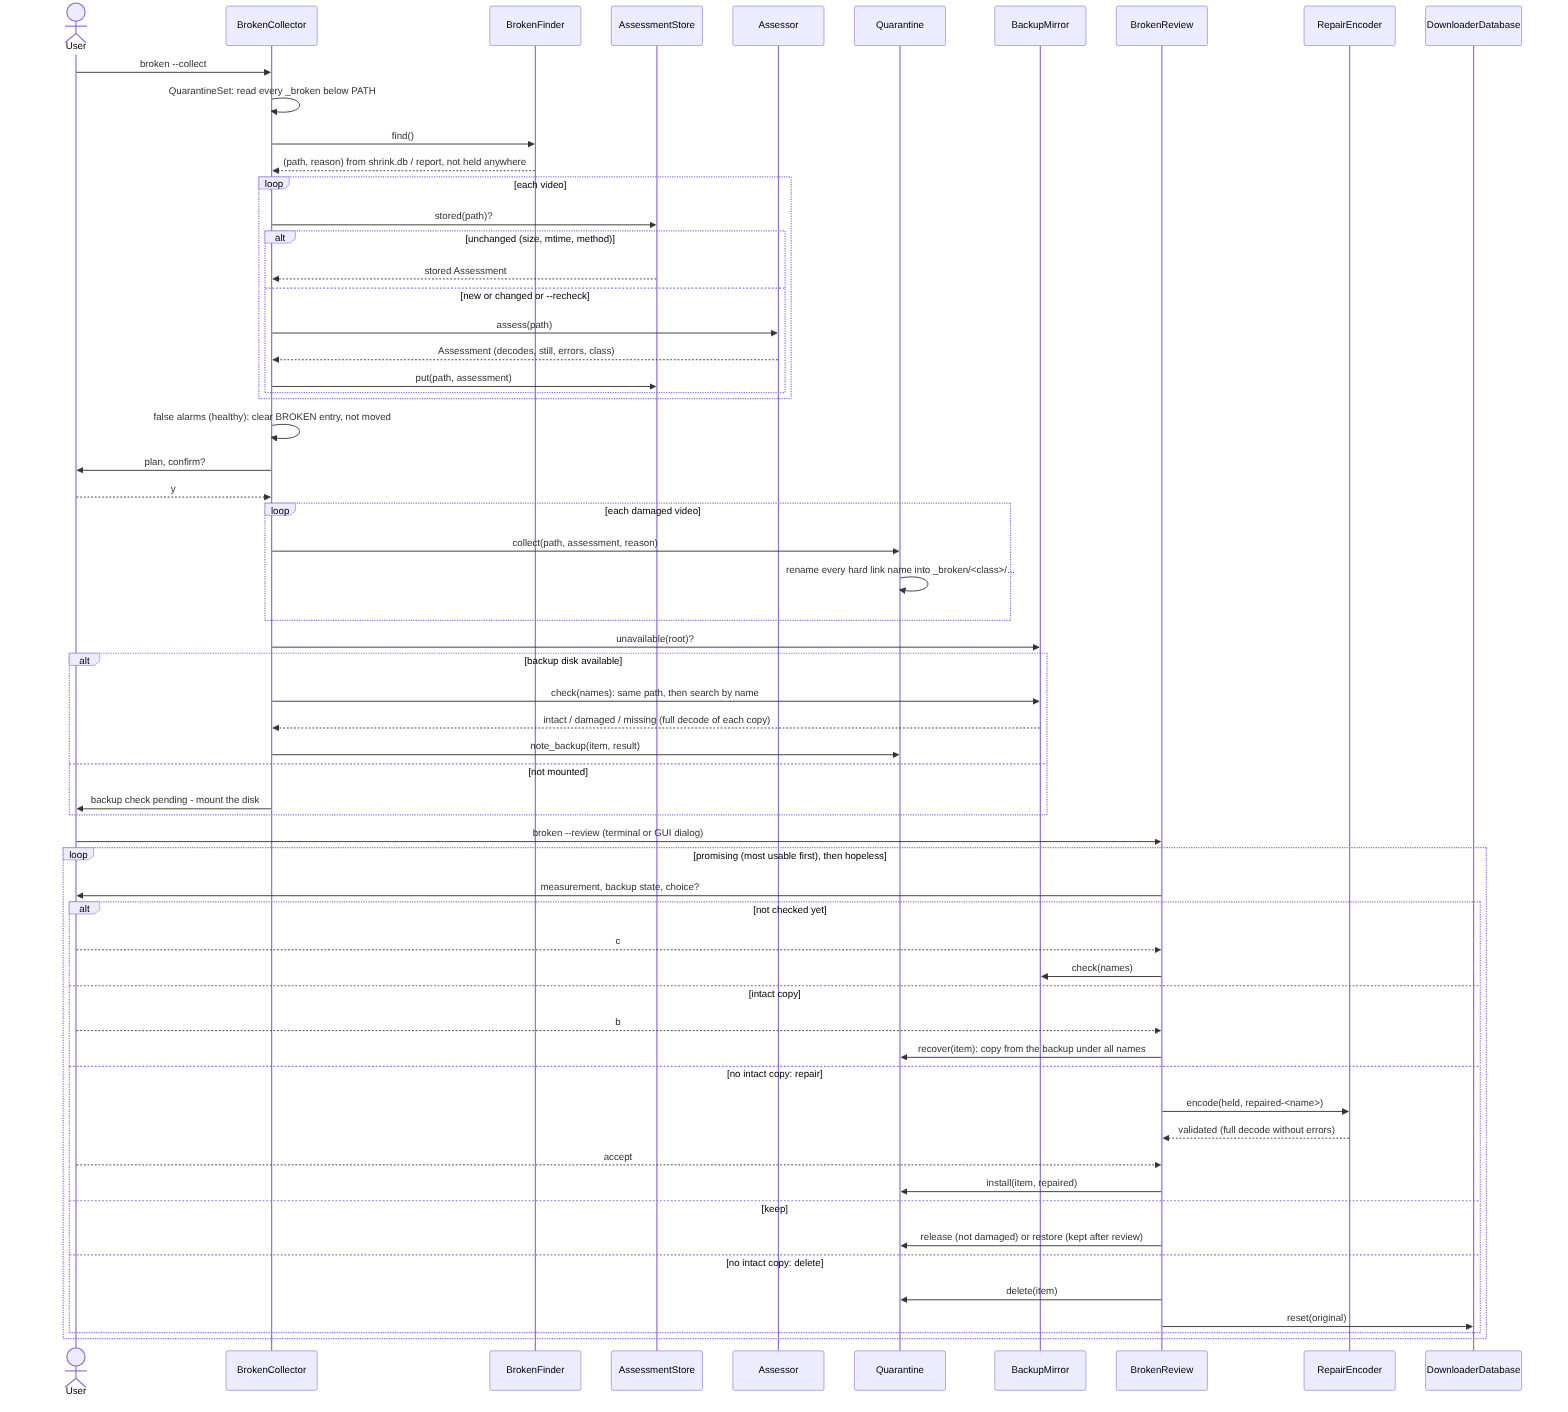 User
BrokenCollector
BrokenFinder
AssessmentStore
Assessor
Quarantine
BackupMirror
BrokenReview
RepairEncoder
DownloaderDatabase
broken --collect
QuarantineSet: read every _broken below PATH
find()
(path, reason) from shrink.db / report, not held anywhere
loop
[each video]
stored(path)?
alt
[unchanged (size, mtime, method)]
stored Assessment
[new or changed or --recheck]
assess(path)
Assessment (decodes, still, errors, class)
put(path, assessment)
false alarms (healthy): clear BROKEN entry, not moved
plan, confirm?
y
loop
[each damaged video]
collect(path, assessment, reason)
rename every hard link name into _broken/<class>/...
unavailable(root)?
alt
[backup disk available]
check(names): same path, then search by name
intact / damaged / missing (full decode of each copy)
note_backup(item, result)
[not mounted]
backup check pending - mount the disk
broken --review (terminal or GUI dialog)
loop
[promising (most usable first), then hopeless]
measurement, backup state, choice?
alt
[not checked yet]
c
check(names)
[intact copy]
b
recover(item): copy from the backup under all names
[no intact copy: repair]
encode(held, repaired-<name>)
validated (full decode without errors)
accept
install(item, repaired)
[keep]
release (not damaged) or restore (kept after review)
[no intact copy: delete]
delete(item)
reset(original)
User
BrokenCollector
BrokenFinder
AssessmentStore
Assessor
Quarantine
BackupMirror
BrokenReview
RepairEncoder
DownloaderDatabase